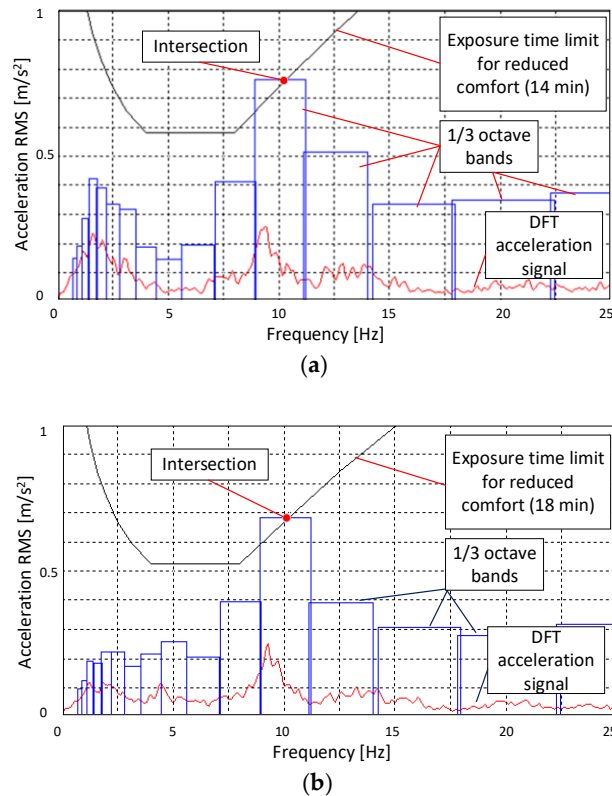 1
Intersection
Exposure time limit
for reduced
comfort (14 min)
Acceleration RMS [m/s²]
0.5
1/3 octave
bands
DFT
acceleration
signal
0
5
10
15
20
25
Frequency [Hz]
(a)
1
Intersection
Exposure time limit
for reduced
comfort (18 min)
Acceleration RMS [m/s²]
0.5
1/3 octave
bands
DFT
acceleration
signal
0
0
5
10
15
20
25
Frequency [Hz]
(b)